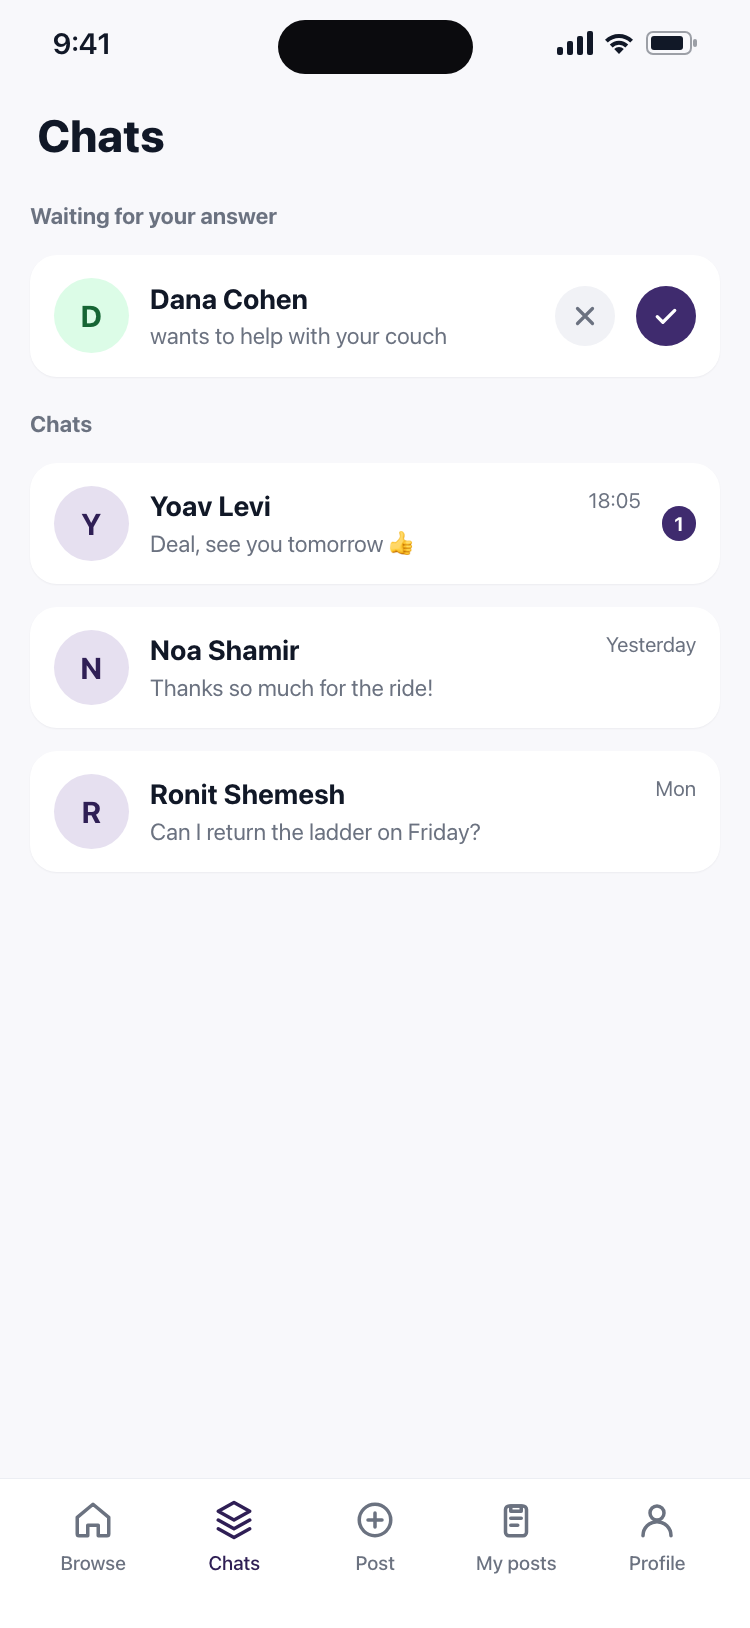 9:41
Chats
Waiting for your answer
D
Dana Cohen
wants to help with your couch
Chats
Y
Yoav Levi
18:05
Deal, see you tomorrow 👍
1
N
Noa Shamir
Yesterday
Thanks so much for the ride!
R
Ronit Shemesh
Mon
Can I return the ladder on Friday?
Browse
Chats
Post
My posts
Profile